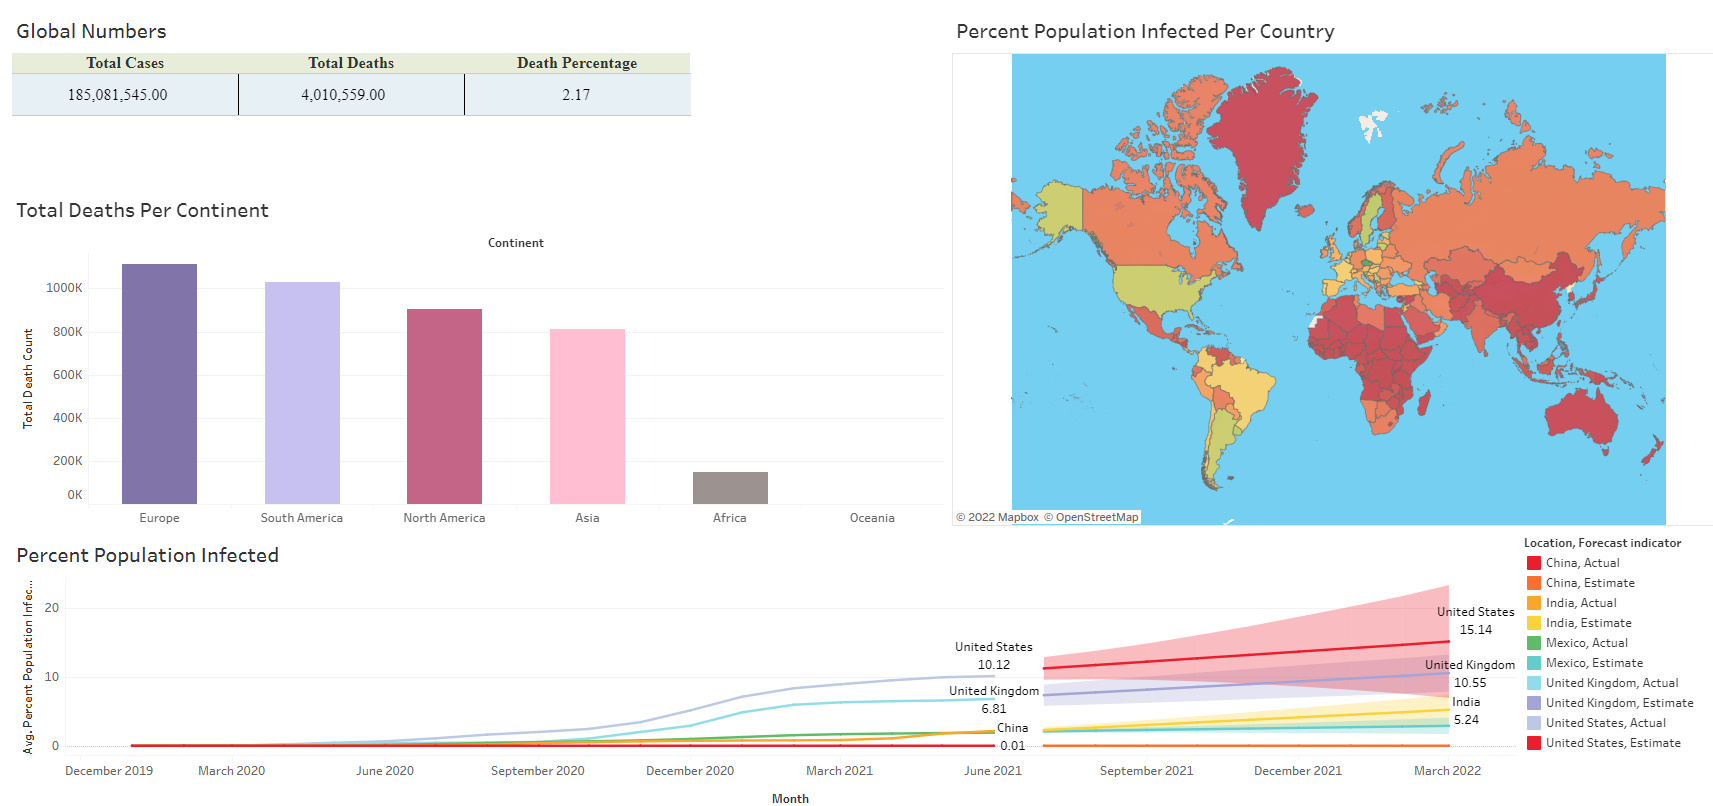 Global Numbers
Total Cases Total Deaths Death Percentage
185,081,545.00 4,010,559.00 2.17
Total Deaths Per Continent
Continent
Total Death Count
1000K
800K
600K
400K
200K
0K
Europe South America North America Asia Africa Oceania
Percent Population Infected Per Country
© 2022 Mapbox © OpenStreetMap
Percent Population Infected
Avg. Percent Population Infec...
20
10
0
United States
10.12
United Kingdom
6.81
China
0.01
United States
15.14
United Kingdom
10.55
India
5.24
December 2019 March 2020 June 2020 September 2020 December 2020 March 2021 June 2021 September 2021 December 2021 March 2022
Month
Location, Forecast indicator
China, Actual
China, Estimate
India, Actual
India, Estimate
Mexico, Actual
Mexico, Estimate
United Kingdom, Actual
United Kingdom, Estimate
United States, Actual
United States, Estimate